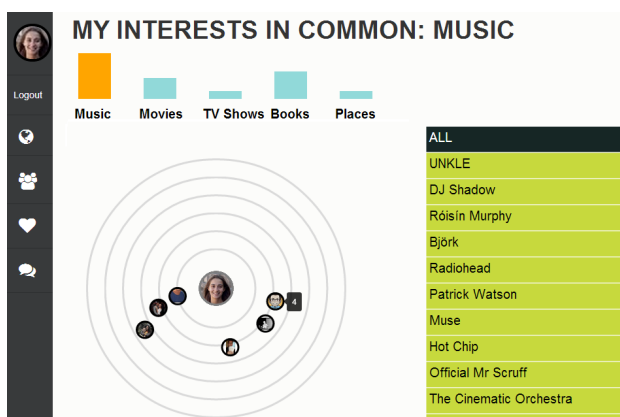 MY INTERESTS IN COMMON: MUSIC
Logout
Music Movies TV Shows Books Places
4
ALL
UNKLE
DJ Shadow
Róisín Murphy
Björk
Radiohead
Patrick Watson
Muse
Hot Chip
Official Mr Scruff
The Cinematic Orchestra